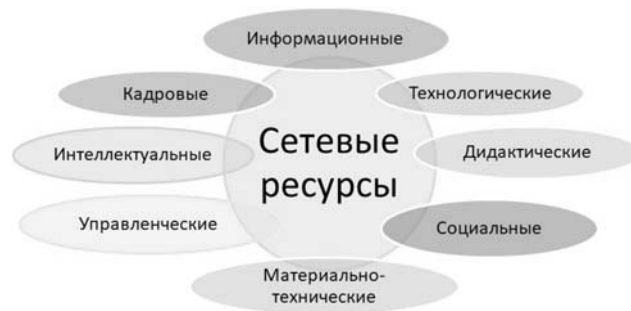 Информационные
Кадровые
Технологические
Сетевые
ресурсы
Интеллектуальные
Дидактические
Управленческие
Социальные
Материально-
технические